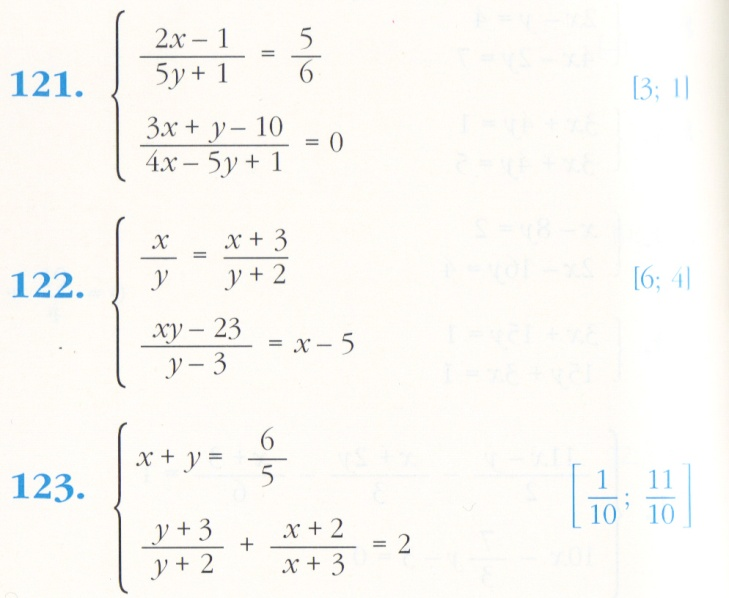 121. { (2x – 1)/(5y + 1) = 5/6
(3x + y – 10)/(4x – 5y + 1) = 0 [3; 1]
122. { x/y = (x + 3)/(y + 2)
(xy – 23)/(y – 3) = x – 5 [6; 4]
123. { x + y = 6/5
(y + 3)/(y + 2) + (x + 2)/(x + 3) = 2 [1/10; 11/10]